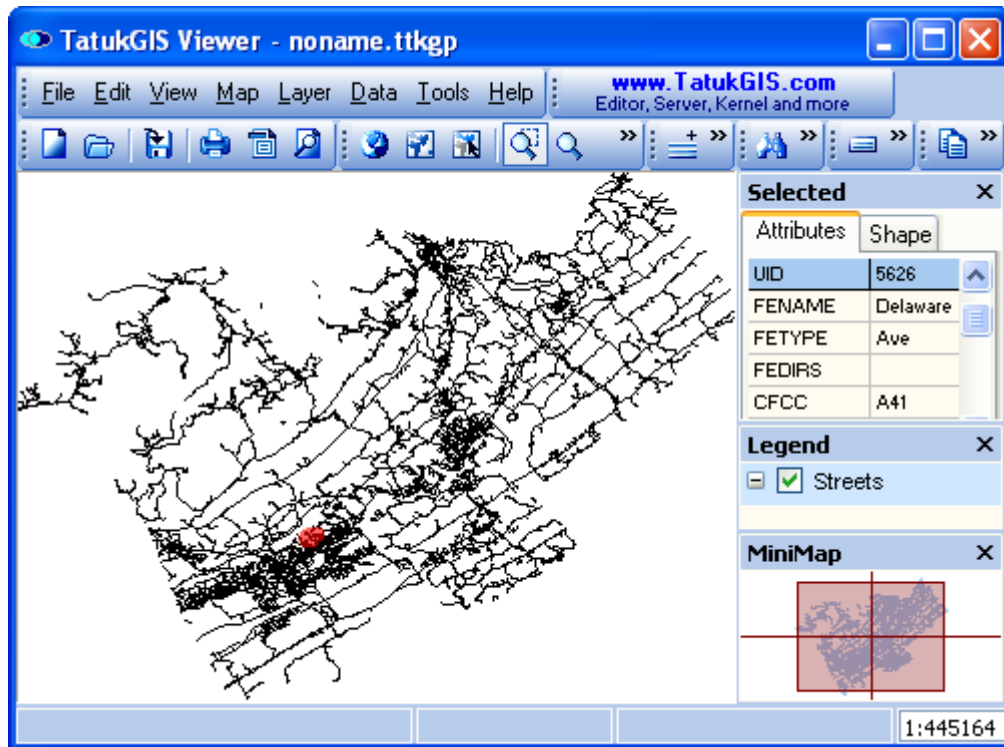 TatukGIS Viewer - noname.ttkgp
File Edit View Map Layer Data Tools Help
www.TatukGIS.com
Editor, Server, Kernel and more
Selected
Attributes Shape
UID 5626
FENAME Delaware
FETYPE Ave
FEDIRS
CFCC A41
Legend
Streets
MiniMap
1:445164